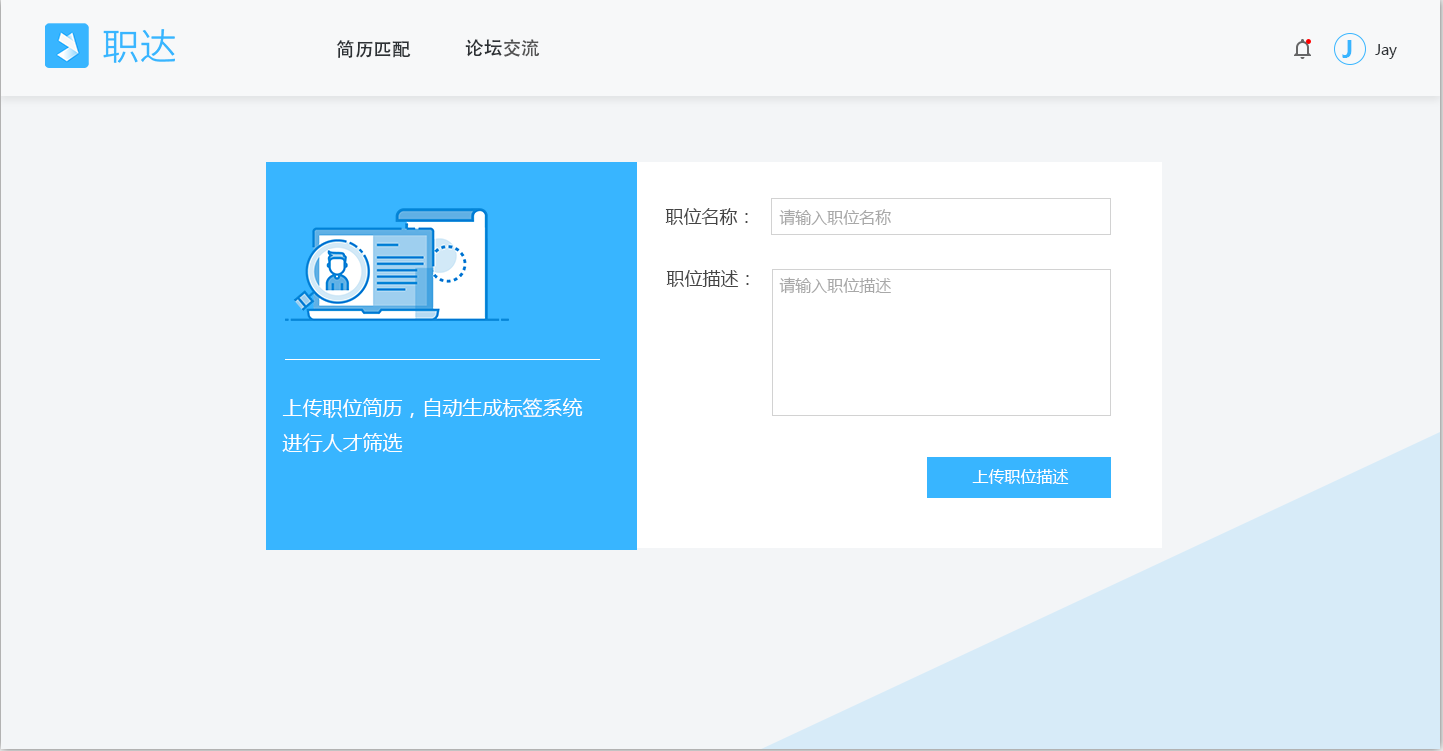 职达
简历匹配
论坛交流
J
Jay
职位名称：
请输入职位名称
职位描述：
请输入职位描述
上传职位简历，自动生成标签系统
进行人才筛选
上传职位描述